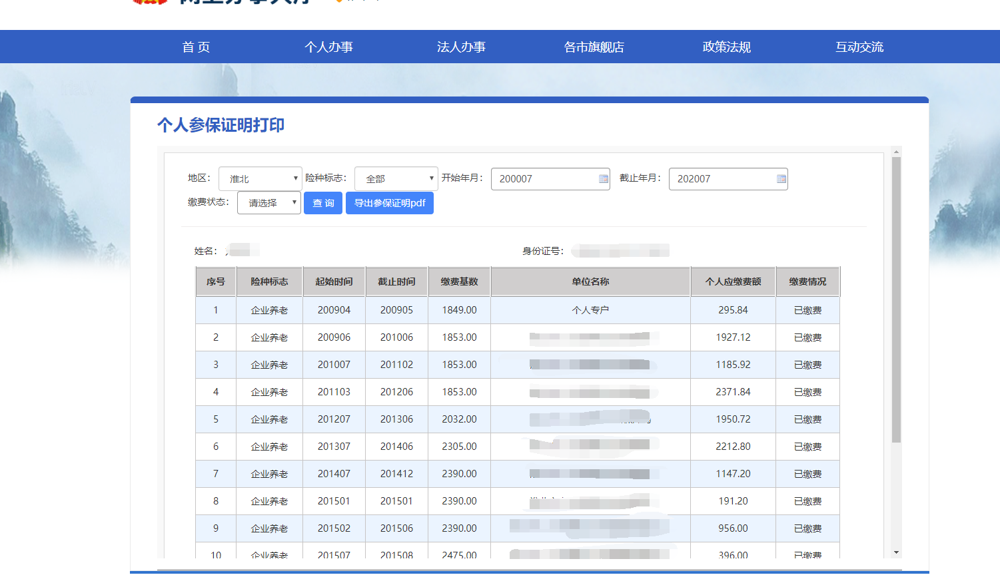 网上办事大厅
首 页 个人办事 法人办事 各市旗舰店 政策法规 互动交流
个人参保证明打印
地区： 淮北 险种标志： 全部 开始年月： 200007 截止年月： 202007
缴费状态： 请选择 查 询 导出参保证明pdf
姓名： 身份证号：
序号 险种标志 起始时间 截止时间 缴费基数 单位名称 个人应缴费额 缴费情况
1 企业养老 200904 200905 1849.00 个人专户 295.84 已缴费
2 企业养老 200906 201006 1853.00 1927.12 已缴费
3 企业养老 201007 201102 1853.00 1185.92 已缴费
4 企业养老 201103 201206 1853.00 2371.84 已缴费
5 企业养老 201207 201306 2032.00 1950.72 已缴费
6 企业养老 201307 201406 2305.00 2212.80 已缴费
7 企业养老 201407 201412 2390.00 1147.20 已缴费
8 企业养老 201501 201501 2390.00 191.20 已缴费
9 企业养老 201502 201506 2390.00 956.00 已缴费
10 企业养老 201507 201508 2475.00 396.00 已缴费